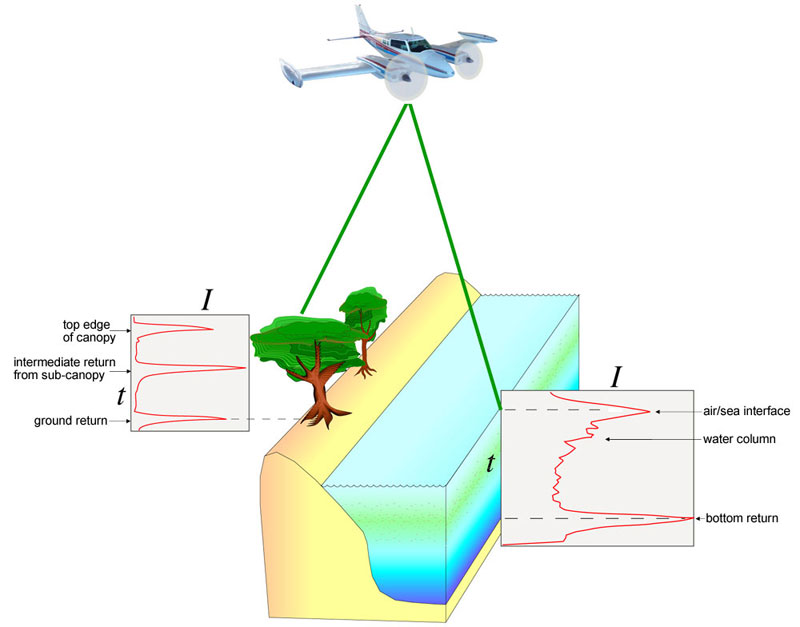 I
top edge
of canopy
intermediate return
from sub-canopy
t
ground return
I
air/sea interface
water column
t
bottom return